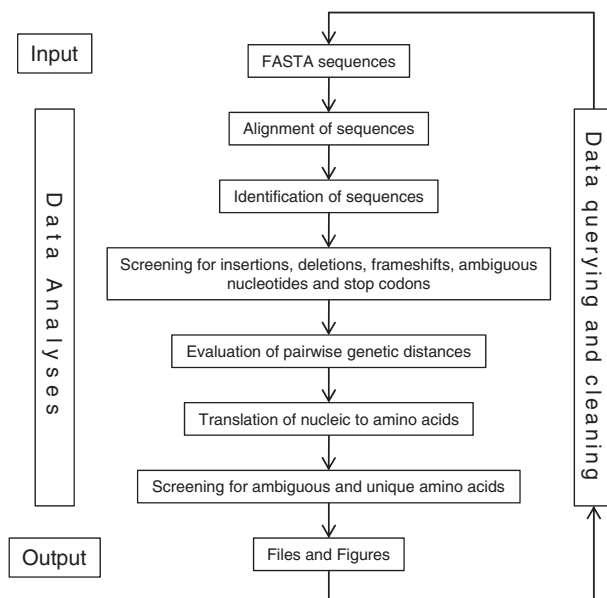 Input
FASTA sequences
Alignment of sequences
Identification of sequences
Screening for insertions, deletions, frameshifts, ambiguous
nucleotides and stop codons
Evaluation of pairwise genetic distances
Translation of nucleic to amino acids
Screening for ambiguous and unique amino acids
Output
Files and Figures
Data Analyses
Data querying and cleaning